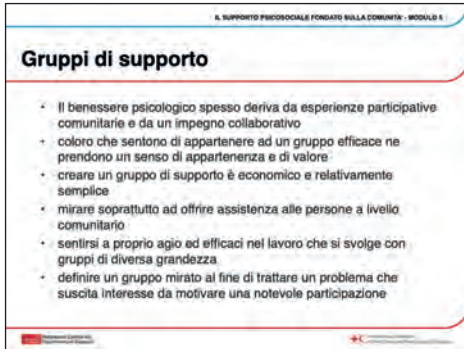 IL SUPPORTO PSICOSOCIALE FONDATO SULLA COMUNITA' - MODULO 5
Gruppi di supporto
• Il benessere psicologico spesso deriva da esperienze participative
comunitarie e da un impegno collaborativo
• coloro che sentono di appartenere ad un gruppo efficace ne
prendono un senso di appartenenza e di valore
• creare un gruppo di supporto è economico e relativamente
semplice
• mirare soprattutto ad offrire assistenza alle persone a livello
comunitario
• sentirsi a proprio agio ed efficaci nel lavoro che si svolge con
gruppi di diversa grandezza
• definire un gruppo mirato al fine di trattare un problema che
suscita interesse da motivare una notevole participazione